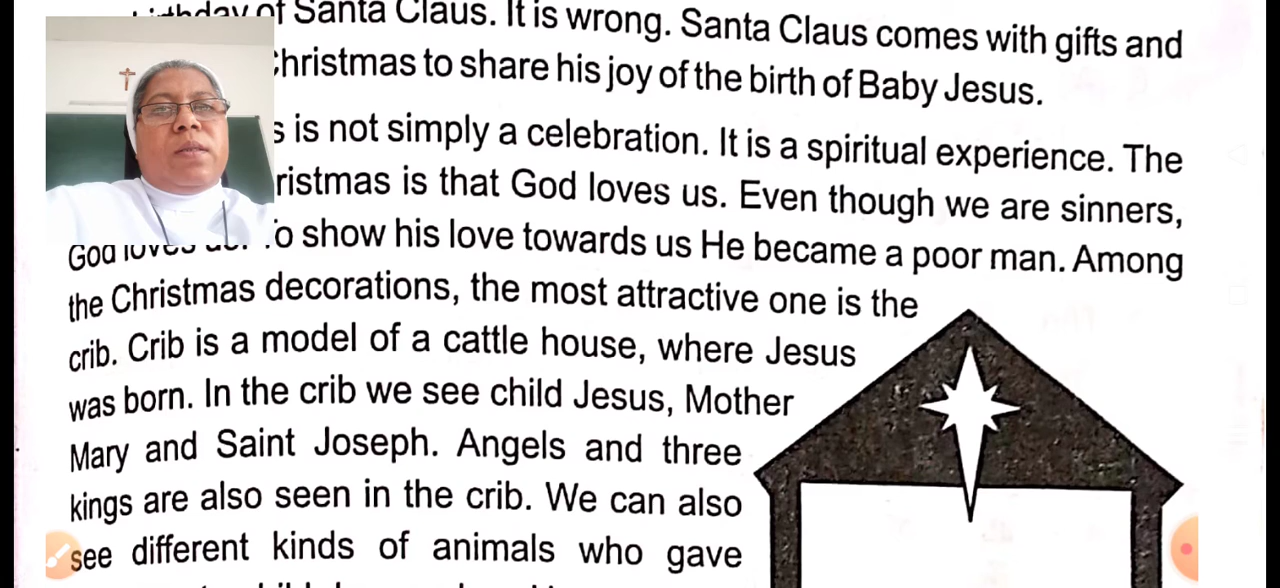 of Santa Claus. It is wrong. Santa Claus comes with gifts and
to share his joy of the birth of Baby Jesus.
is not simply a celebration. It is a spiritual experience. The
is that God loves us. Even though we are sinners,
God loves show his love towards us He became a poor man. Among
the Christmas decorations, the most attractive one is the
crib. Crib is a model of a cattle house, where Jesus
was born. In the crib we see child Jesus, Mother
Mary and Saint Joseph. Angels and three
kings are also seen in the crib. We can also
see different kinds of animals who gave